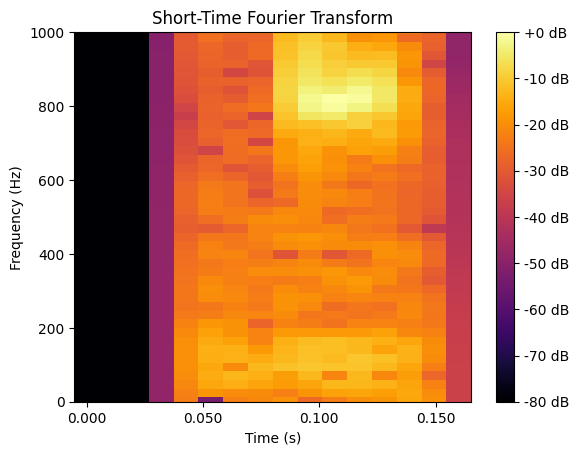 Short-Time Fourier Transform
Frequency (Hz)
1000
800
600
400
200
0
0.000
0.050
0.100
0.150
Time (s)
+0 dB
-10 dB
-20 dB
-30 dB
-40 dB
-50 dB
-60 dB
-70 dB
-80 dB